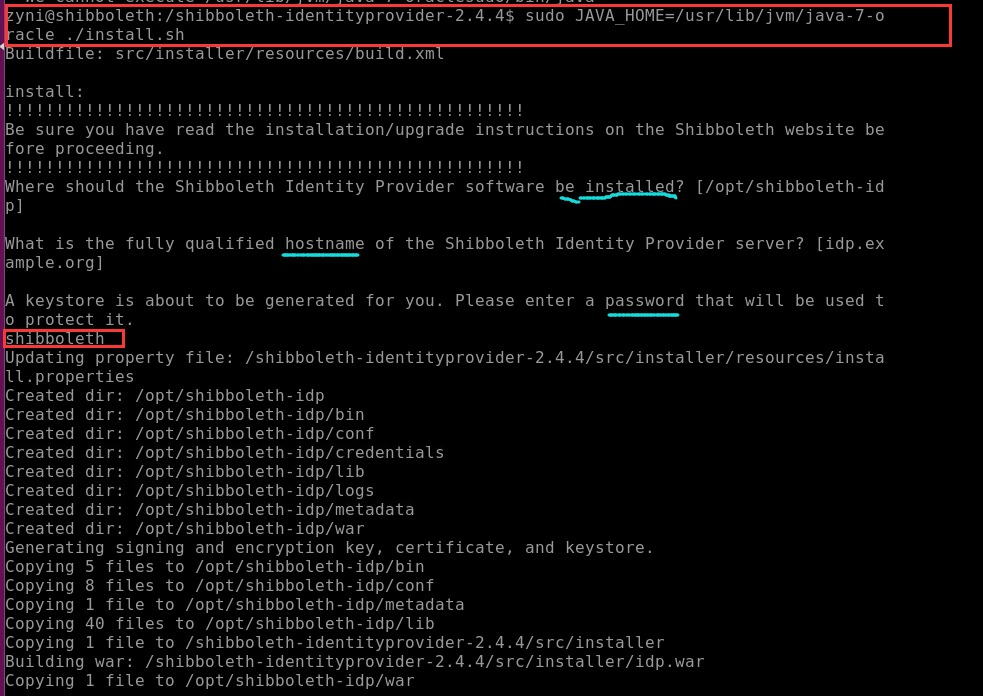 zyni@shibboleth:/shibboleth-identityprovider-2.4.4$ sudo JAVA_HOME=/usr/lib/jvm/java-7-o
racle ./install.sh
Buildfile: src/installer/resources/build.xml
install:
!!!!!!!!!!!!!!!!!!!!!!!!!!!!!!!!!!!!!!!!!!!!!!!!!!!!
Be sure you have read the installation/upgrade instructions on the Shibboleth website be
fore proceeding.
!!!!!!!!!!!!!!!!!!!!!!!!!!!!!!!!!!!!!!!!!!!!!!!!!!!!
Where should the Shibboleth Identity Provider software be installed? [/opt/shibboleth-id
p]
What is the fully qualified hostname of the Shibboleth Identity Provider server? [idp.ex
ample.org]
A keystore is about to be generated for you. Please enter a password that will be used t
o protect it.
shibboleth
Updating property file: /shibboleth-identityprovider-2.4.4/src/installer/resources/insta
ll.properties
Created dir: /opt/shibboleth-idp
Created dir: /opt/shibboleth-idp/bin
Created dir: /opt/shibboleth-idp/conf
Created dir: /opt/shibboleth-idp/credentials
Created dir: /opt/shibboleth-idp/lib
Created dir: /opt/shibboleth-idp/logs
Created dir: /opt/shibboleth-idp/metadata
Created dir: /opt/shibboleth-idp/war
Generating signing and encryption key, certificate, and keystore.
Copying 5 files to /opt/shibboleth-idp/bin
Copying 8 files to /opt/shibboleth-idp/conf
Copying 1 file to /opt/shibboleth-idp/metadata
Copying 40 files to /opt/shibboleth-idp/lib
Copying 1 file to /shibboleth-identityprovider-2.4.4/src/installer
Building war: /shibboleth-identityprovider-2.4.4/src/installer/idp.war
Copying 1 file to /opt/shibboleth-idp/war